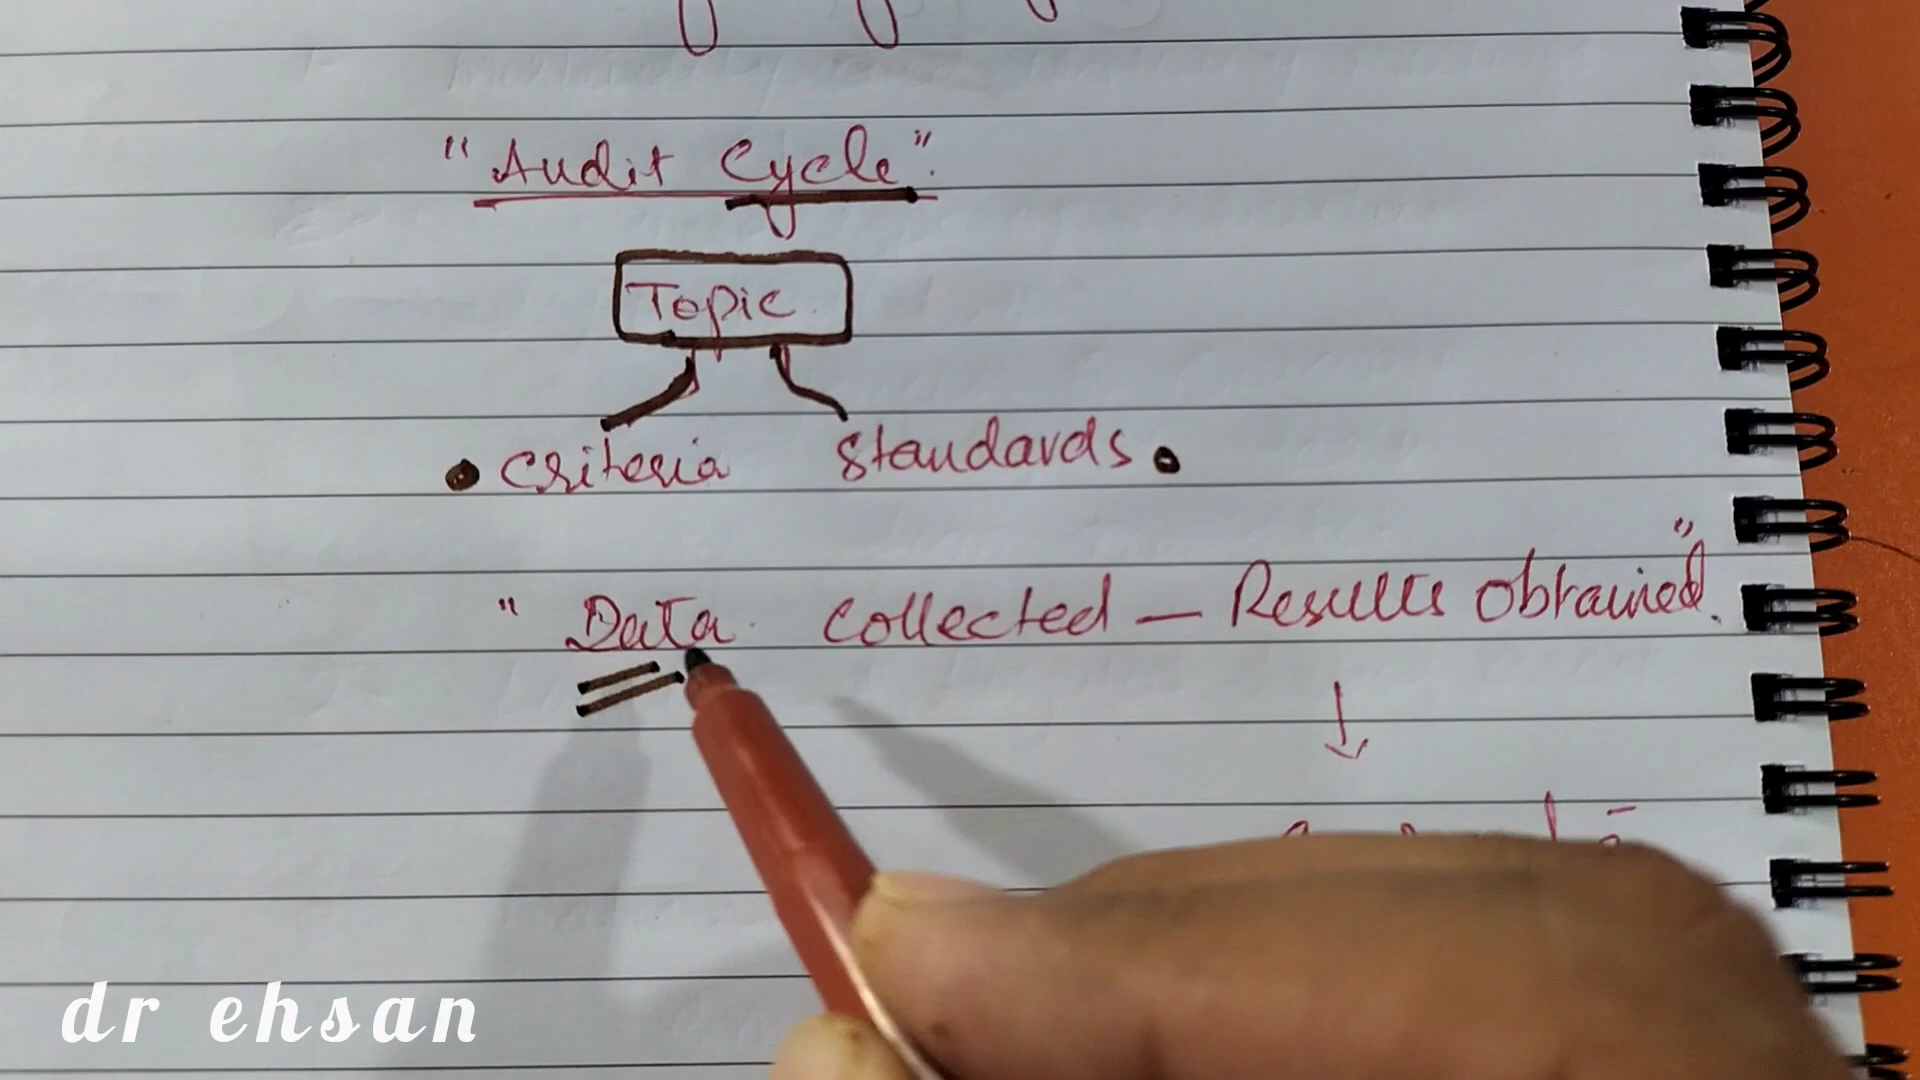 "Audit Cycle".
Topic
• Criteria Standards •
"Data Collected — Results obtained".
↓
dr ehsan